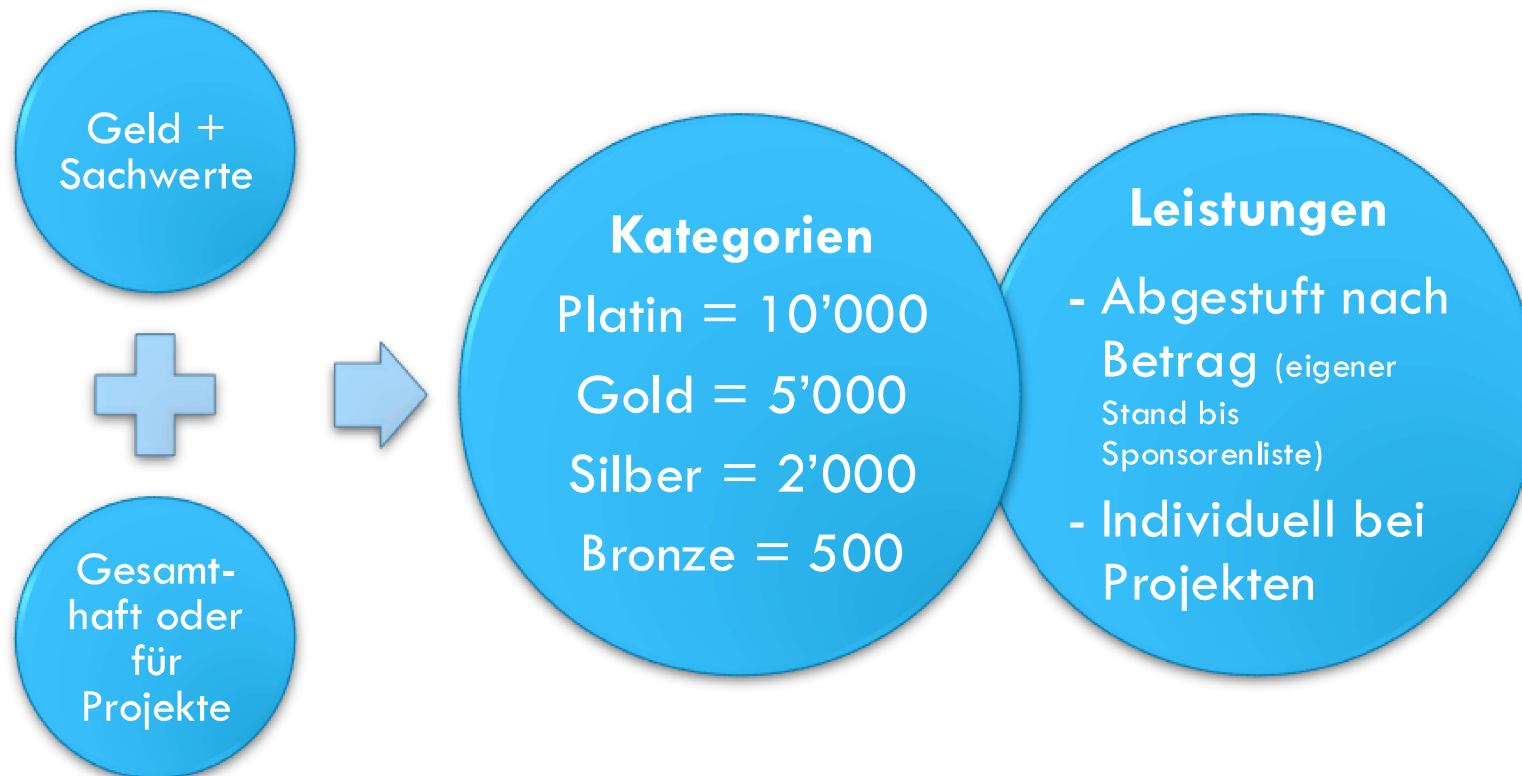 Geld +
Sachwerte
Gesamt-
haft oder
für
Projekte
Kategorien
Platin = 10’000
Gold = 5’000
Silber = 2’000
Bronze = 500
Leistungen
- Abgestuft nach
Betrag (eigener
Stand bis
Sponsorenliste)
- Individuell bei
Projekten